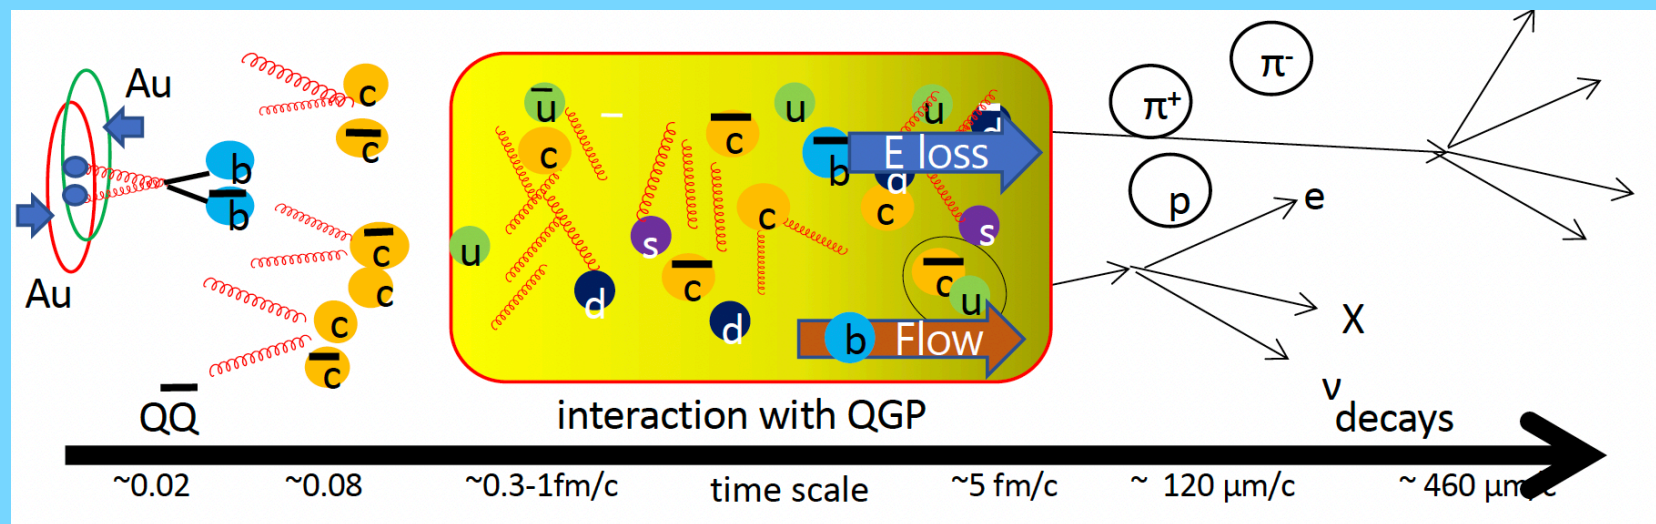 Au
Au
b
b̅
c
c̅
c̅
c
c
c̅
QQ̅
u̅
c
u
s
c̅
d
c̅
d
c
u
b̅
E loss
u
d
d
c
s
c̅
u
b
Flow
π⁺
π⁻
p
e
X
ν
interaction with QGP
decays
~0.02
~0.08
~0.3-1fm/c
time scale
~5 fm/c
~ 120 μm/c
~ 460 μm/c